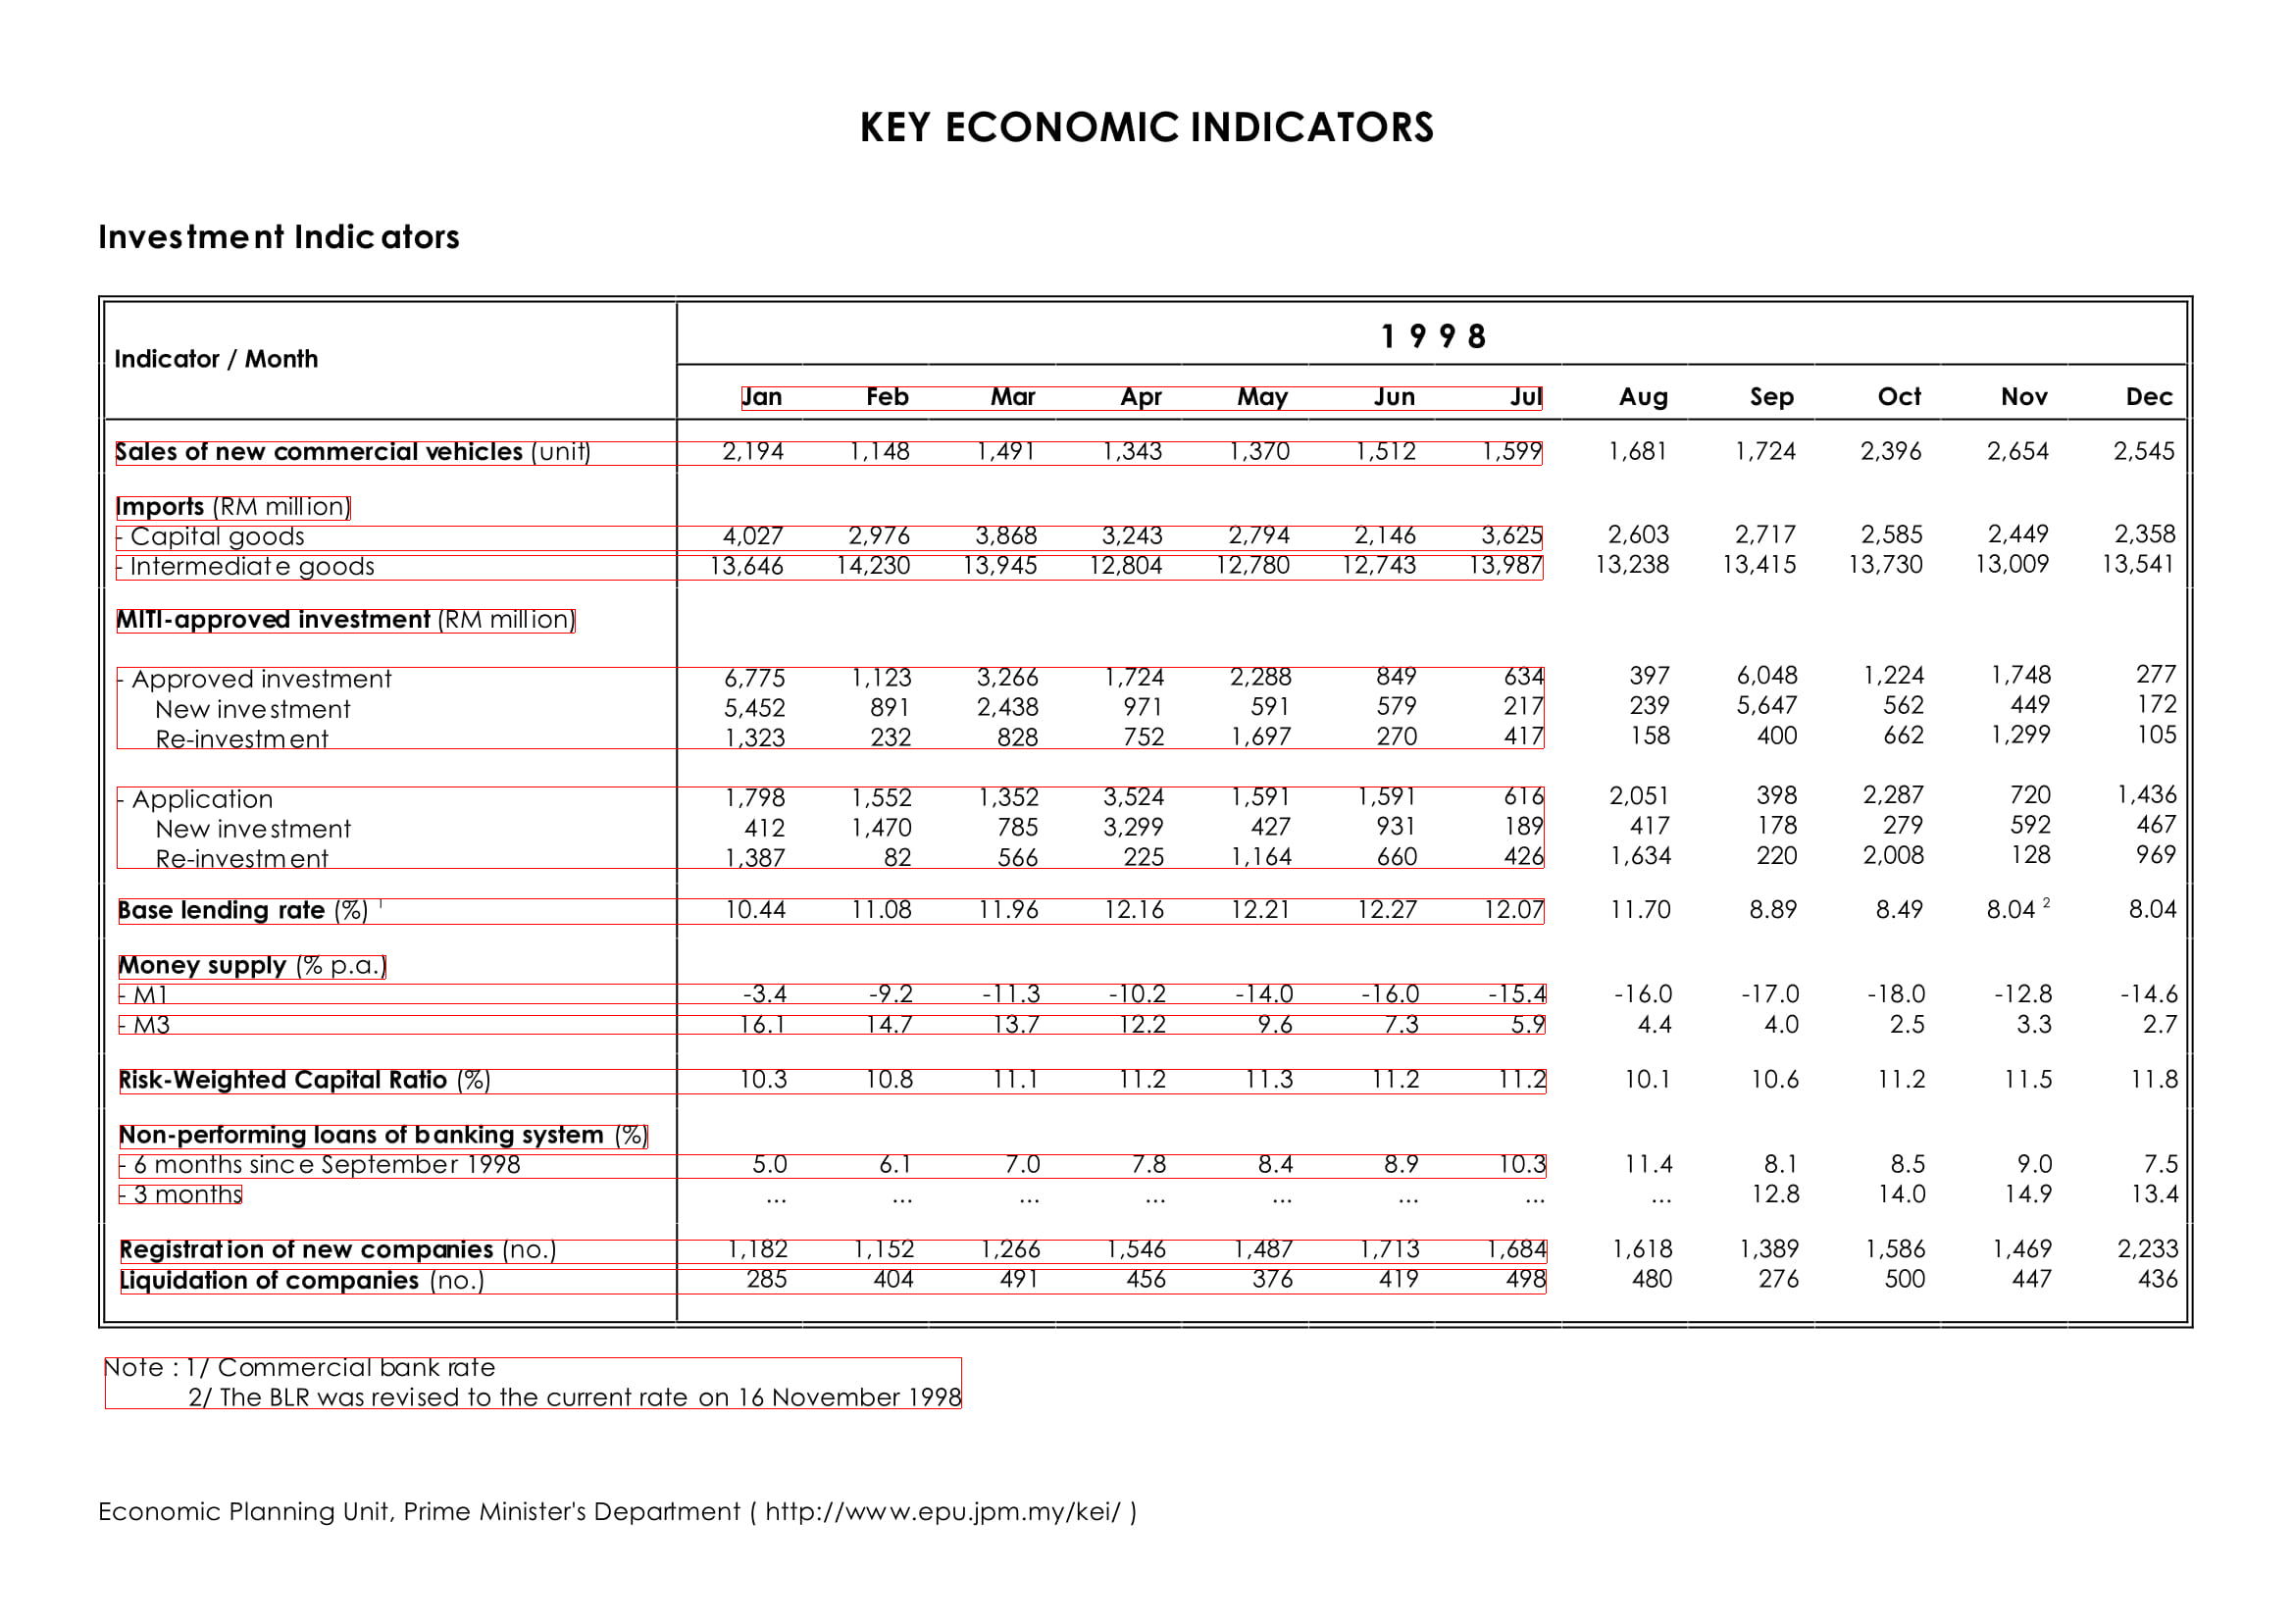 KEY ECONOMIC INDICATORS
Investment Indicators
1 9 9 8
Indicator / Month
Jan Feb Mar Apr May Jun Jul Aug Sep Oct Nov Dec
Sales of new commercial vehicles (unit) 2,194 1,148 1,491 1,343 1,370 1,512 1,599 1,681 1,724 2,396 2,654 2,545
Imports (RM million)
- Capital goods 4,027 2,976 3,868 3,243 2,794 2,146 3,625 2,603 2,717 2,585 2,449 2,358
- Intermediate goods 13,646 14,230 13,945 12,804 12,780 12,743 13,987 13,238 13,415 13,730 13,009 13,541
MITI-approved investment (RM million)
- Approved investment 6,775 1,123 3,266 1,724 2,288 849 634 397 6,048 1,224 1,748 277
New investment 5,452 891 2,438 971 591 579 217 239 5,647 562 449 172
Re-investment 1,323 232 828 752 1,697 270 417 158 400 662 1,299 105
- Application 1,798 1,552 1,352 3,524 1,591 1,591 616 2,051 398 2,287 720 1,436
New investment 412 1,470 785 3,299 427 931 189 417 178 279 592 467
Re-investment 1,387 82 566 225 1,164 660 426 1,634 220 2,008 128 969
Base lending rate (%) 1 10.44 11.08 11.96 12.16 12.21 12.27 12.07 11.70 8.89 8.49 8.04 2 8.04
Money supply (% p.a.)
- M1 -3.4 -9.2 -11.3 -10.2 -14.0 -16.0 -15.4 -16.0 -17.0 -18.0 -12.8 -14.6
- M3 16.1 14.7 13.7 12.2 9.6 7.3 5.9 4.4 4.0 2.5 3.3 2.7
Risk-Weighted Capital Ratio (%) 10.3 10.8 11.1 11.2 11.3 11.2 11.2 10.1 10.6 11.2 11.5 11.8
Non-performing loans of banking system (%)
- 6 months since September 1998 5.0 6.1 7.0 7.8 8.4 8.9 10.3 11.4 8.1 8.5 9.0 7.5
- 3 months ... ... ... ... ... ... ... ... 12.8 14.0 14.9 13.4
Registration of new companies (no.) 1,182 1,152 1,266 1,546 1,487 1,713 1,684 1,618 1,389 1,586 1,469 2,233
Liquidation of companies (no.) 285 404 491 456 376 419 498 480 276 500 447 436
Note : 1/ Commercial bank rate
2/ The BLR was revised to the current rate on 16 November 1998
Economic Planning Unit, Prime Minister's Department ( http://www.epu.jpm.my/kei/ )